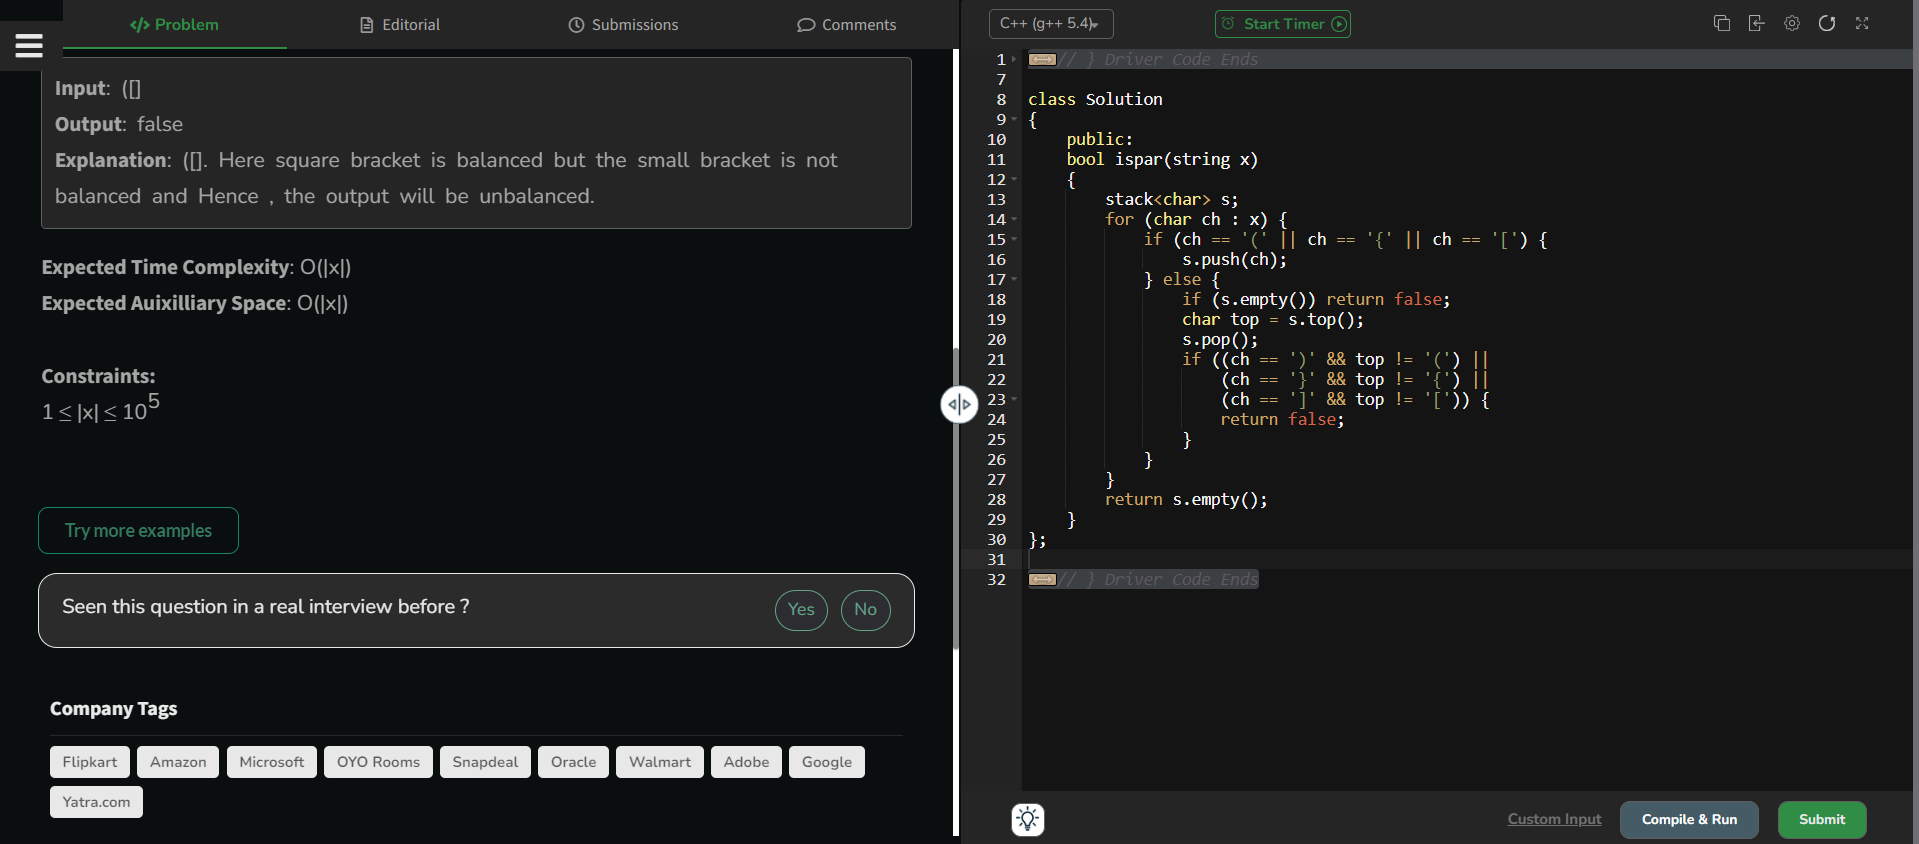 Problem
Editorial
Submissions
Comments
Input: ([]
Output: false
Explanation: ([]. Here square bracket is balanced but the small bracket is not
balanced and Hence , the output will be unbalanced.
Expected Time Complexity: O(|x|)
Expected Auixilliary Space: O(|x|)
Constraints:
1 ≤ |x| ≤ 10^5
Try more examples
Seen this question in a real interview before ?
Yes
No
Company Tags
Flipkart
Amazon
Microsoft
OYO Rooms
Snapdeal
Oracle
Walmart
Adobe
Google
Yatra.com
C++ (g++ 5.4)
Start Timer
1 // } Driver Code Ends
7
8 class Solution
9 {
10     public:
11     bool ispar(string x)
12     {
13         stack<char> s;
14         for (char ch : x) {
15             if (ch == '(' || ch == '{' || ch == '[') {
16                 s.push(ch);
17             } else {
18                 if (s.empty()) return false;
19                 char top = s.top();
20                 s.pop();
21                 if ((ch == ')' && top != '(') ||
22                     (ch == '}' && top != '{') ||
23                     (ch == ']' && top != '[')) {
24                     return false;
25                 }
26             }
27         }
28         return s.empty();
29     }
30 };
31
32 // } Driver Code Ends
Custom Input
Compile & Run
Submit